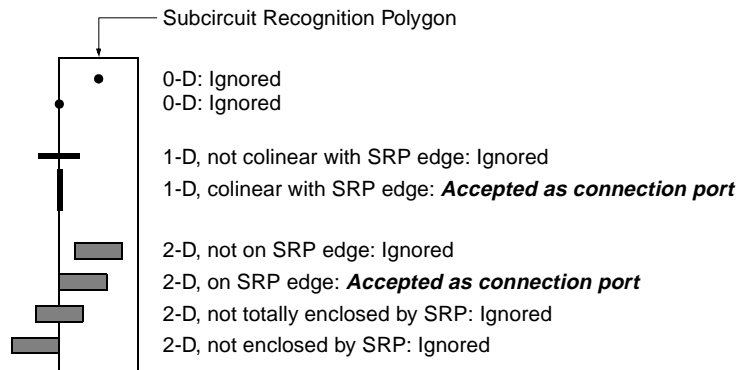 Subcircuit Recognition Polygon
0-D: Ignored
0-D: Ignored
1-D, not colinear with SRP edge: Ignored
1-D, colinear with SRP edge: Accepted as connection port
2-D, not on SRP edge: Ignored
2-D, on SRP edge: Accepted as connection port
2-D, not totally enclosed by SRP: Ignored
2-D, not enclosed by SRP: Ignored